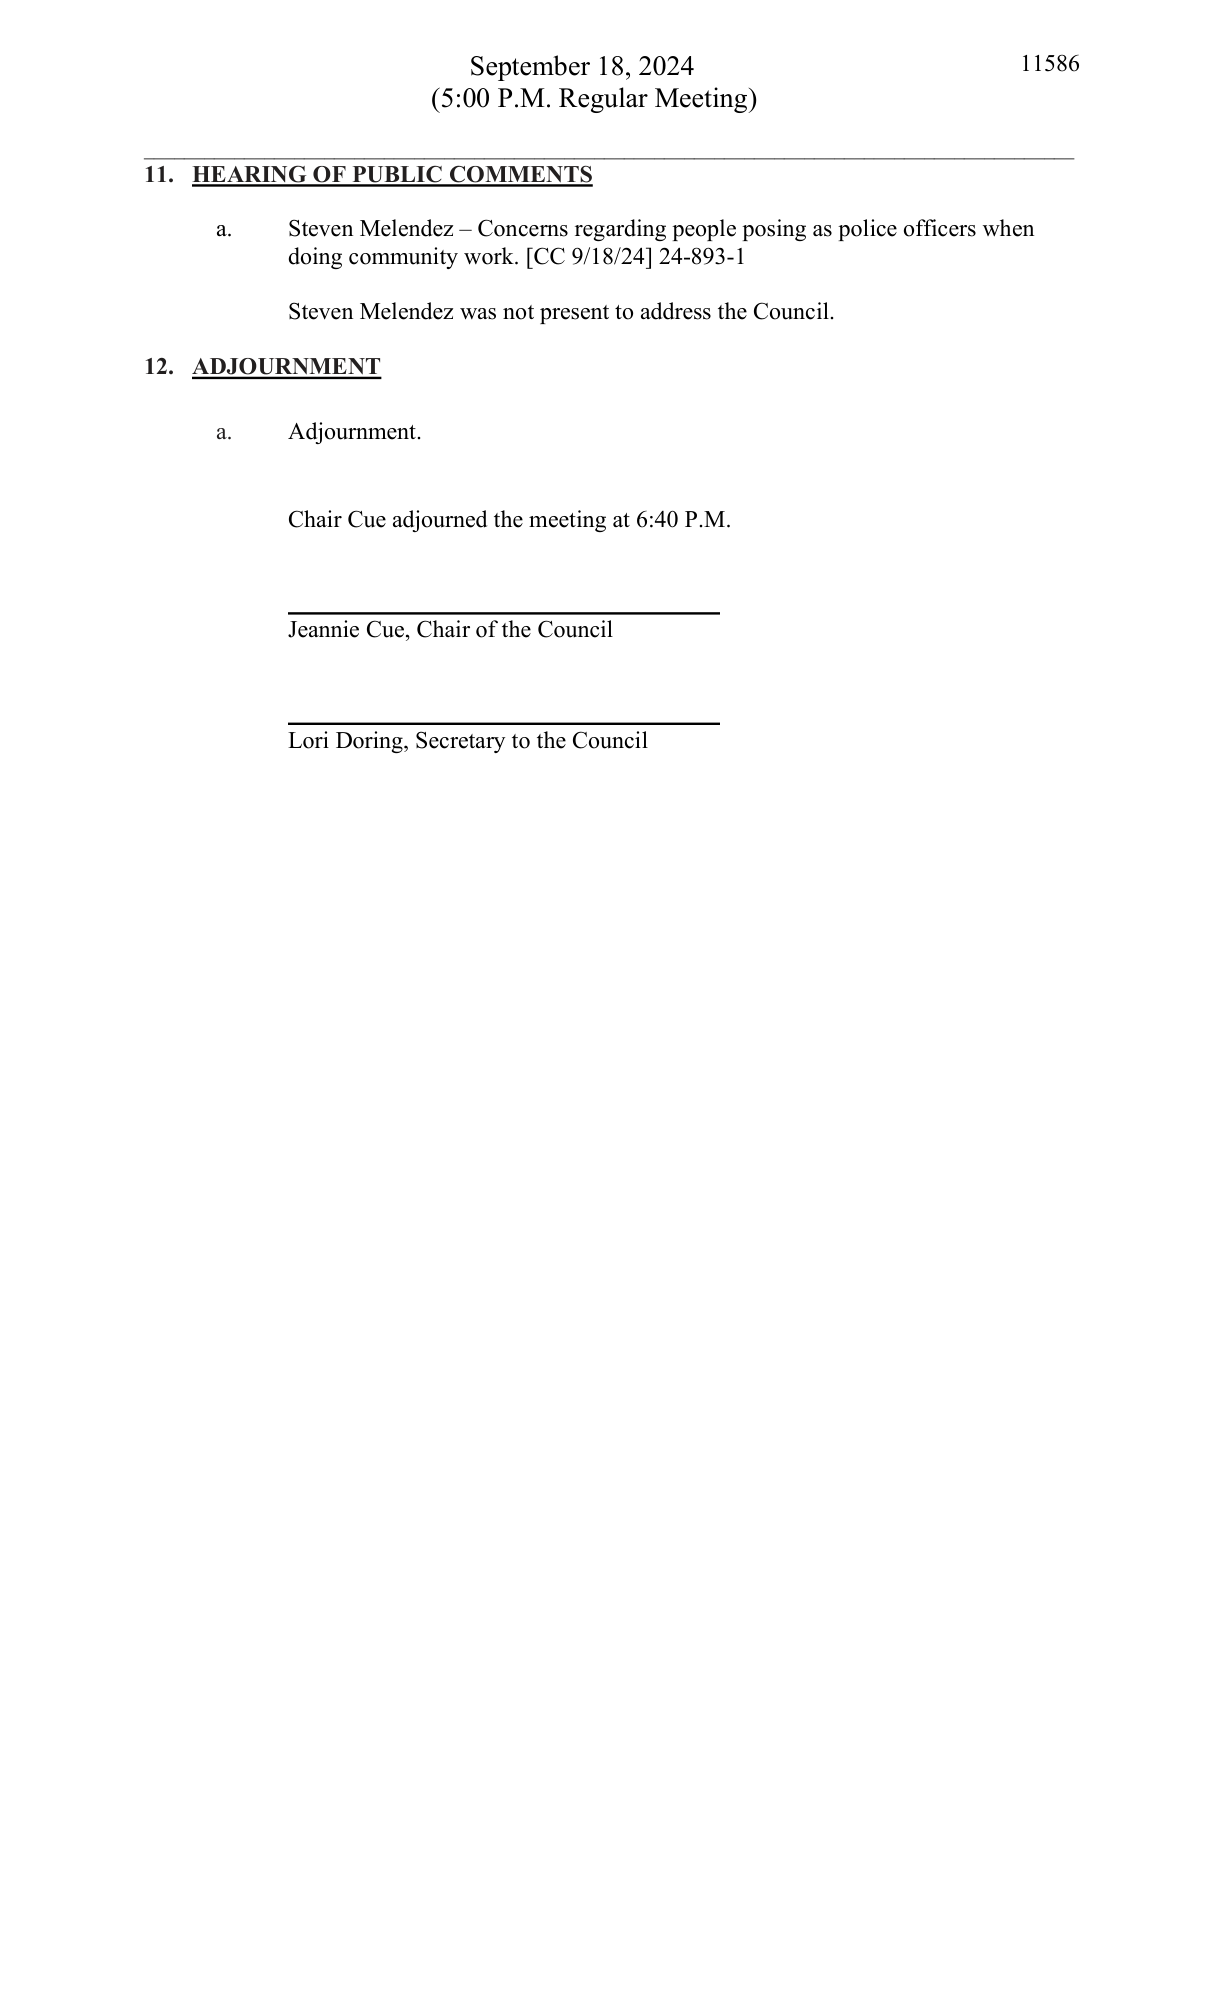 September 18, 2024
11586
(5:00 P.M. Regular Meeting)
11. HEARING OF PUBLIC COMMENTS
a. Steven Melendez – Concerns regarding people posing as police officers when
doing community work. [CC 9/18/24] 24-893-1
Steven Melendez was not present to address the Council.
12. ADJOURNMENT
a. Adjournment.
Chair Cue adjourned the meeting at 6:40 P.M.
Jeannie Cue, Chair of the Council
Lori Doring, Secretary to the Council